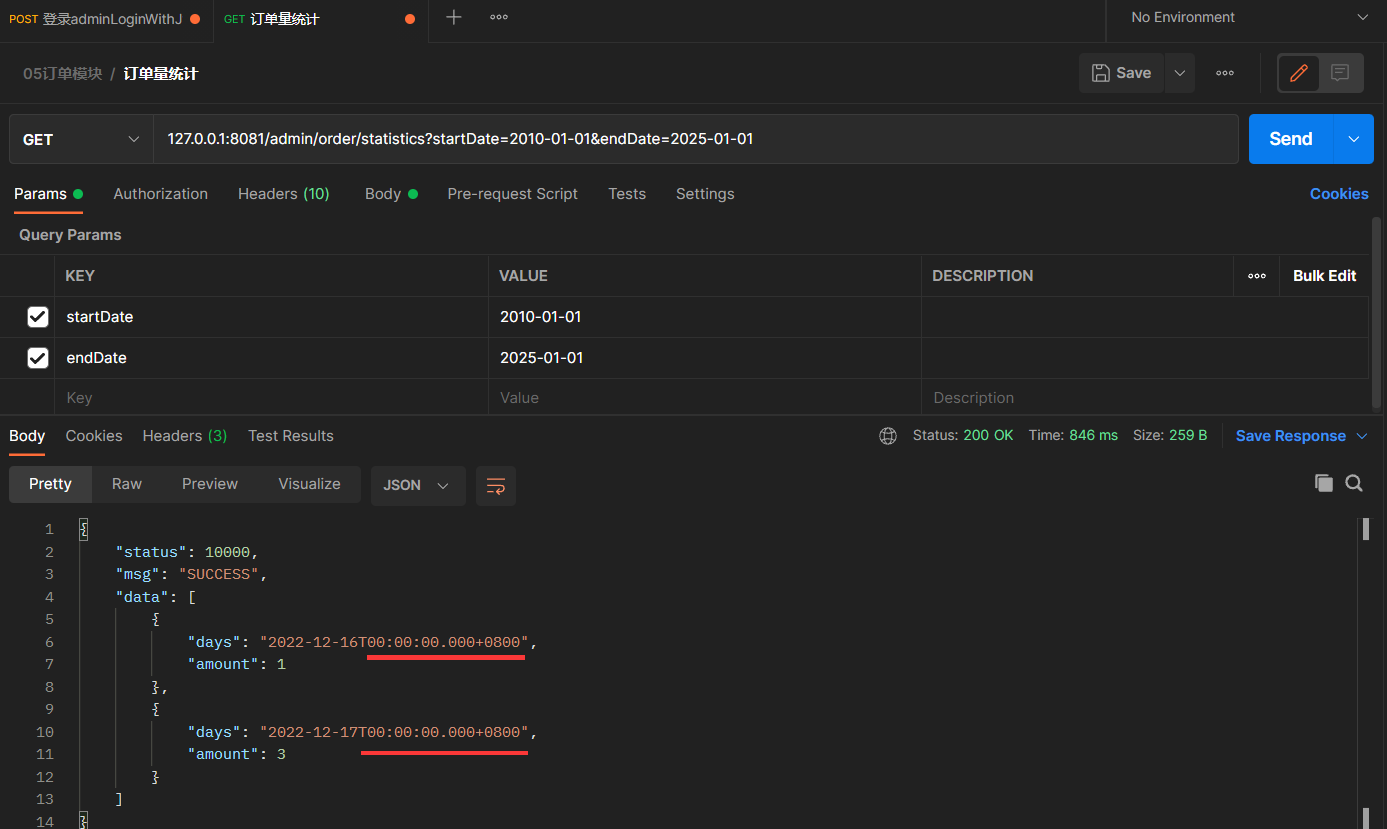 POST 登录adminLoginWithJ
GET 订单量统计
No Environment
05订单模块 / 订单量统计
Save
GET
127.0.0.1:8081/admin/order/statistics?startDate=2010-01-01&endDate=2025-01-01
Send
Params Authorization Headers (10) Body Pre-request Script Tests Settings Cookies
Query Params
KEY VALUE DESCRIPTION Bulk Edit
startDate 2010-01-01
endDate 2025-01-01
Key Value Description
Body Cookies Headers (3) Test Results Status: 200 OK Time: 846 ms Size: 259 B Save Response
Pretty Raw Preview Visualize JSON
1 {
2 "status": 10000,
3 "msg": "SUCCESS",
4 "data": [
5 {
6 "days": "2022-12-16T00:00:00.000+0800",
7 "amount": 1
8 },
9 {
10 "days": "2022-12-17T00:00:00.000+0800",
11 "amount": 3
12 }
13 ]
14 }